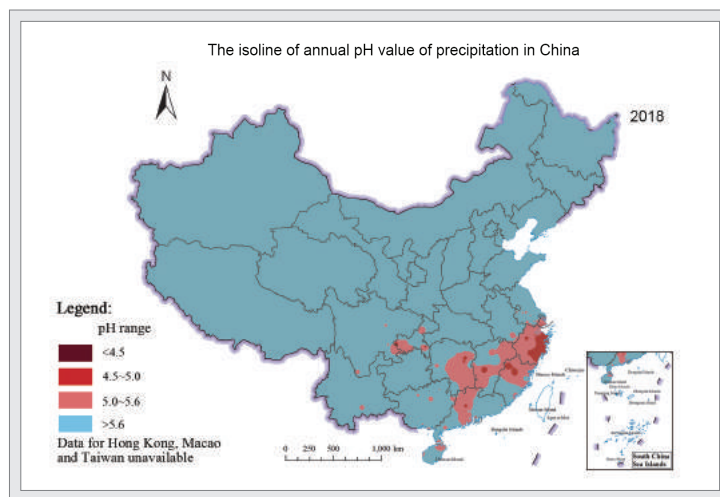 The isoline of annual pH value of precipitation in China
N
2018
Legend:
pH range
<4.5
4.5~5.0
5.0~5.6
>5.6
Data for Hong Kong, Macao
and Taiwan unavailable
0 250 500 1,000 km
South China
Sea Islands